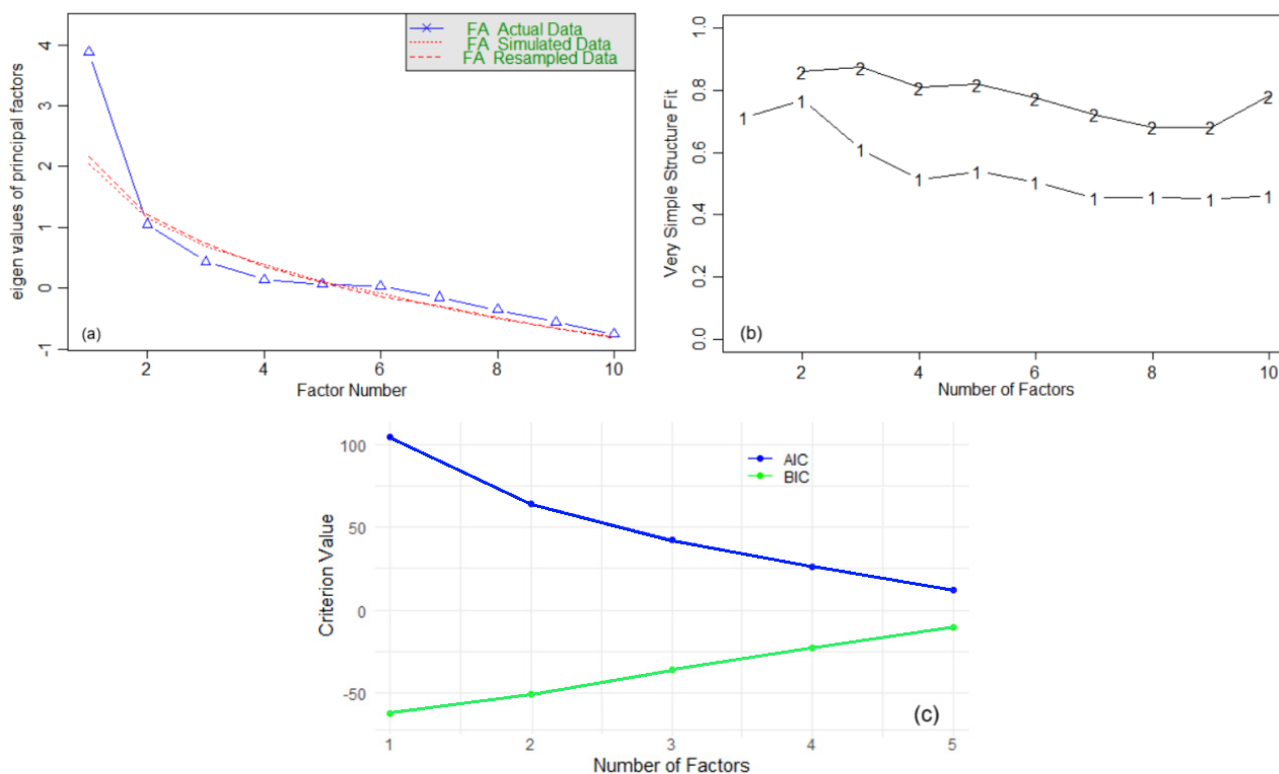 FA Actual Data
FA Simulated Data
FA Resampled Data
eigen values of principal factors
4
3
2
1
0
-1
(a)
2 4 6 8 10
Factor Number
Very Simple Structure Fit
1.0
0.8
0.6
0.4
0.2
0.0
2 2 2 2 2 2 2 2 2
1 1 1 1 1 1 1 1 1 1
(b)
2 4 6 8 10
Number of Factors
Criterion Value
100
50
0
-50
AIC
BIC
(c)
1 2 3 4 5
Number of Factors